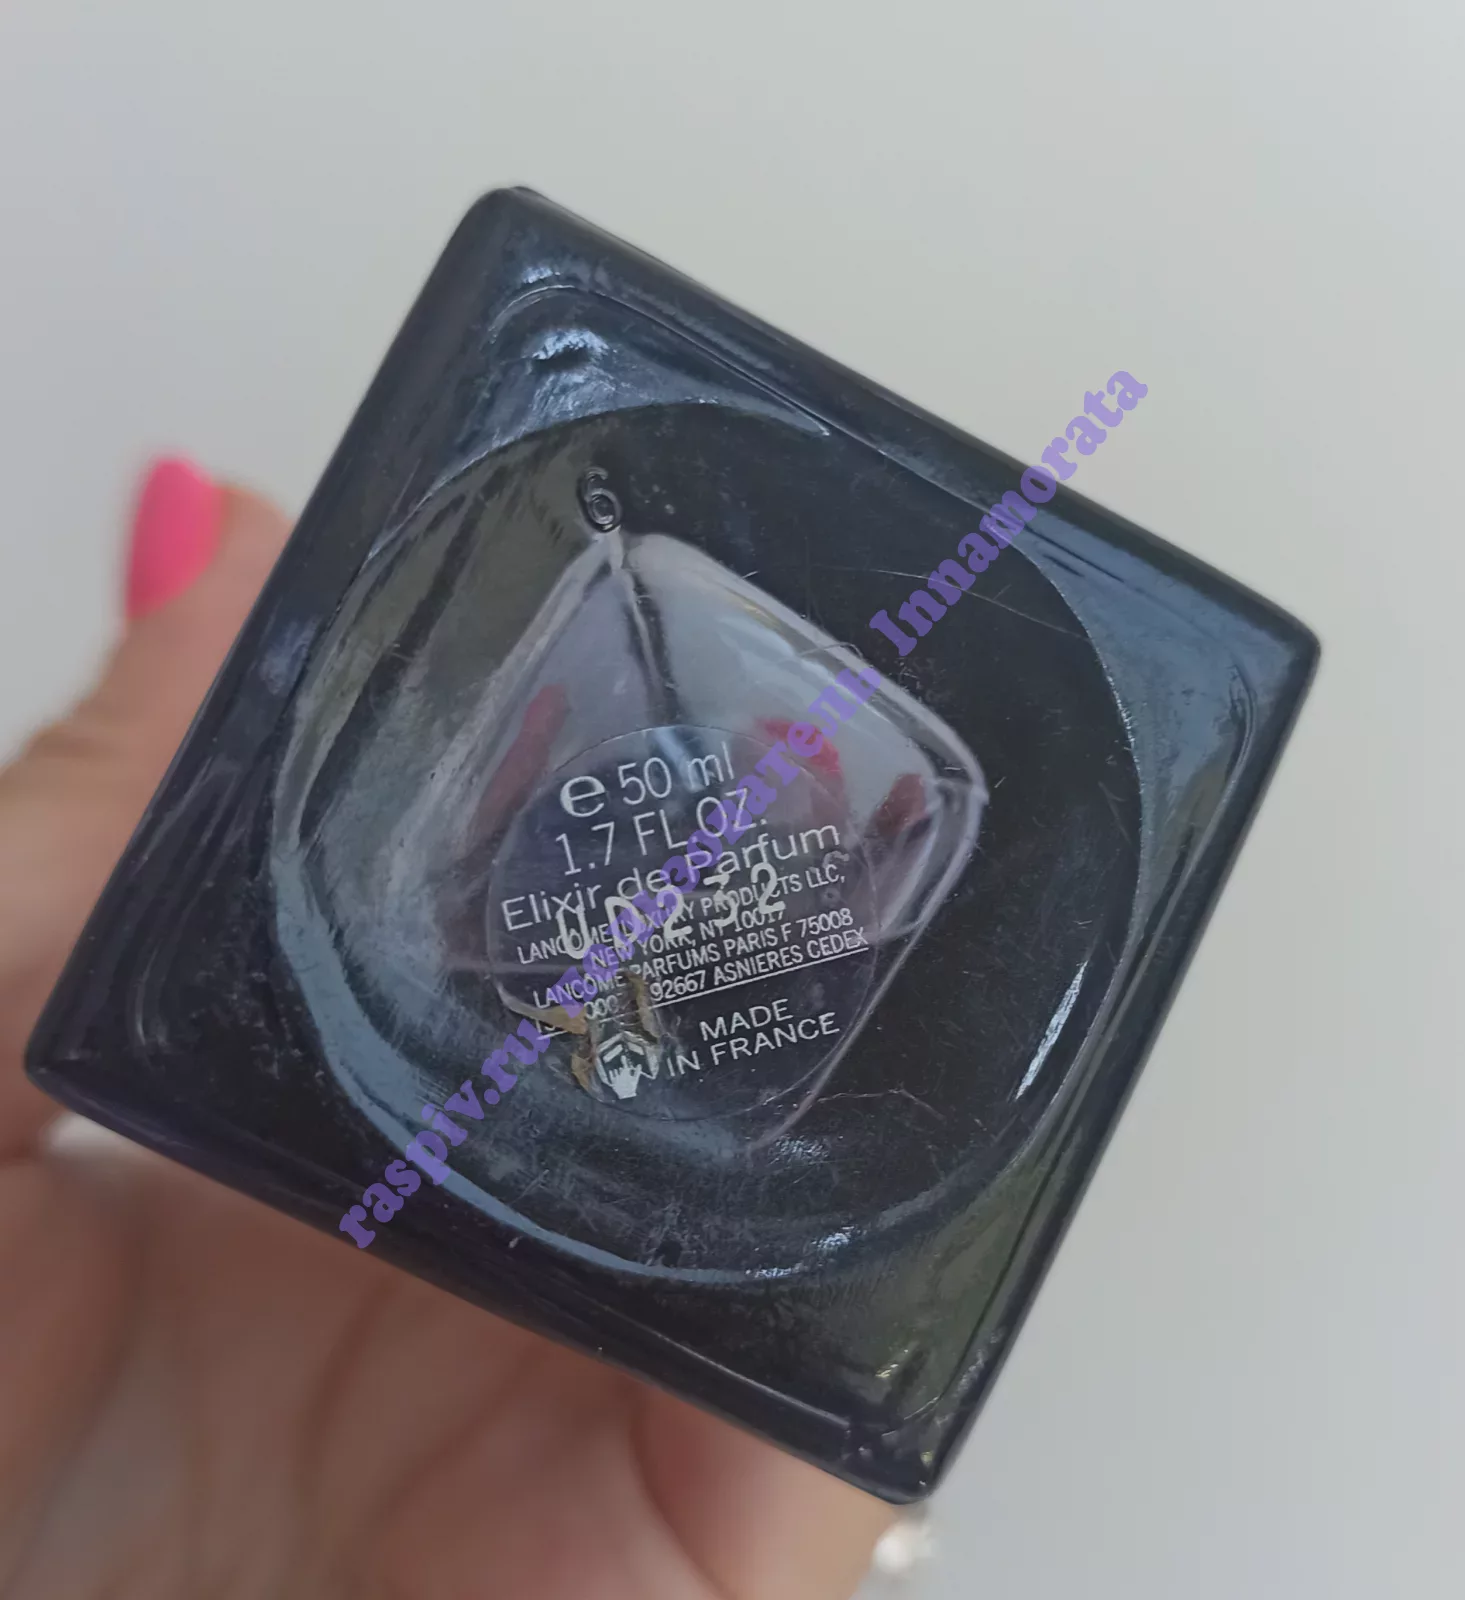 6
e 50 ml
1.7 FL.OZ.
Elixir de Parfum
LANCOME LUXURY PRODUCTS LLC,
NEW YORK, NY 10017
LANCOME PARFUMS PARIS F 75008
92667 ASNIERES CEDEX
MADE
IN FRANCE
raspiv.ru пользователь Innamorata